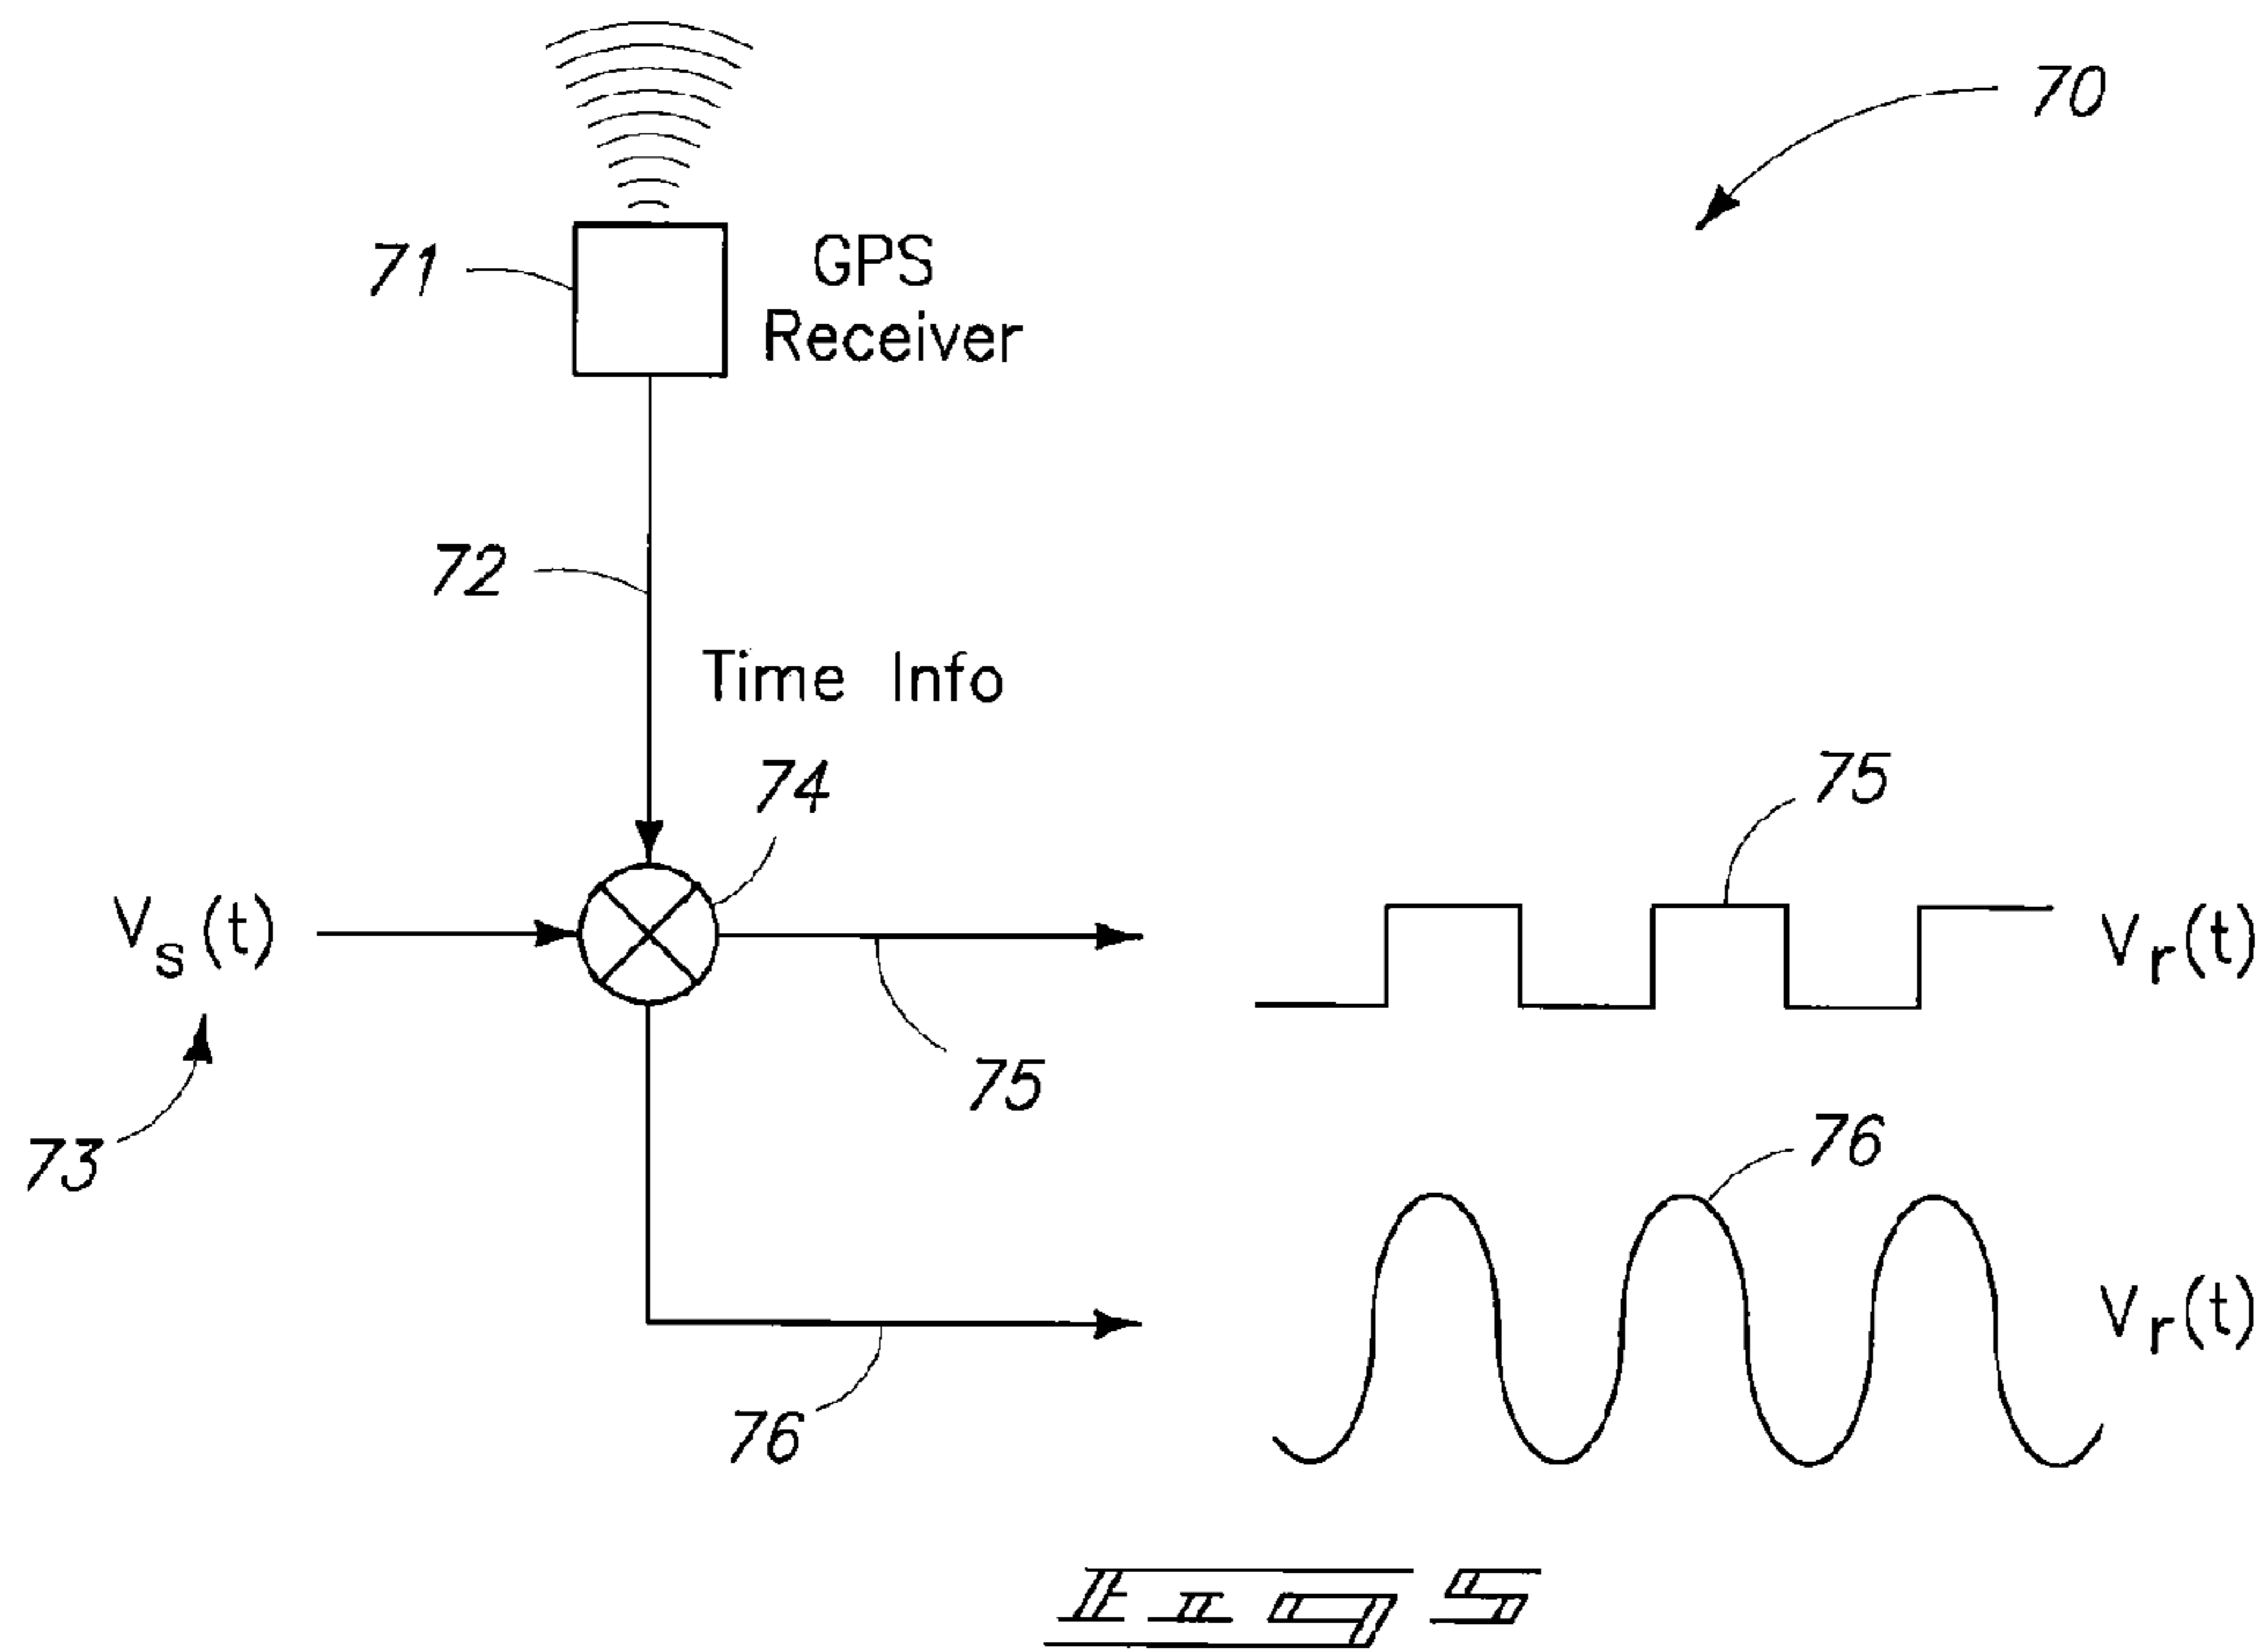 70
71
GPS
Receiver
72
Time Info
74
75
Vs(t)
Vr(t)
75
73
76
Vr(t)
76
Fig 5